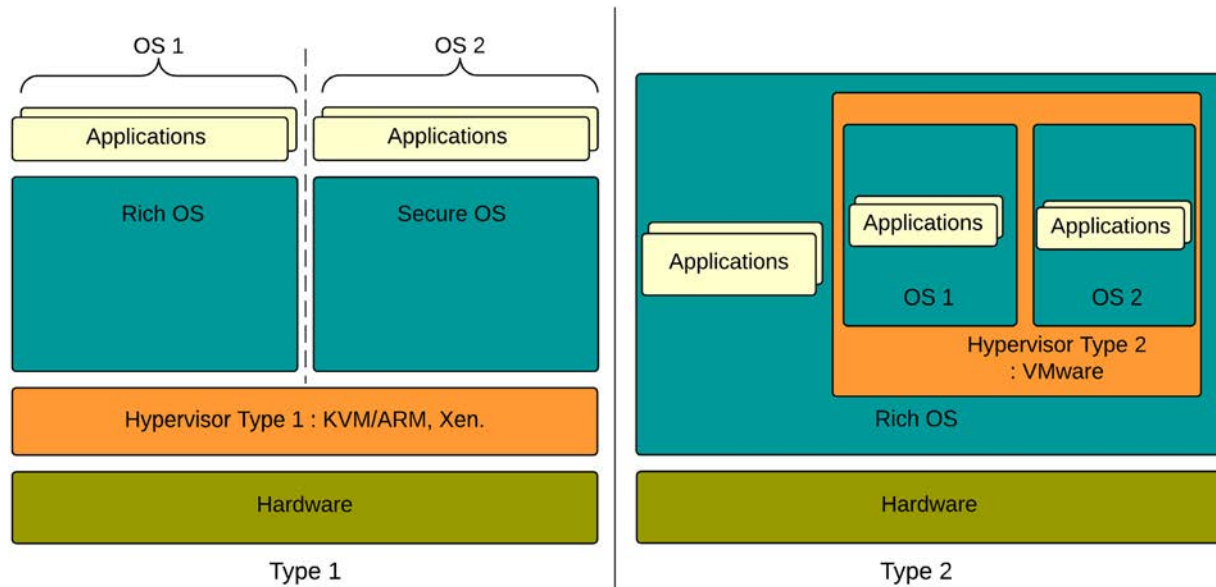 OS 1
OS 2
Applications
Applications
Rich OS
Secure OS
Hypervisor Type 1 : KVM/ARM, Xen.
Hardware
Type 1
Applications
Applications
Applications
OS 1
OS 2
Hypervisor Type 2
: VMware
Rich OS
Hardware
Type 2